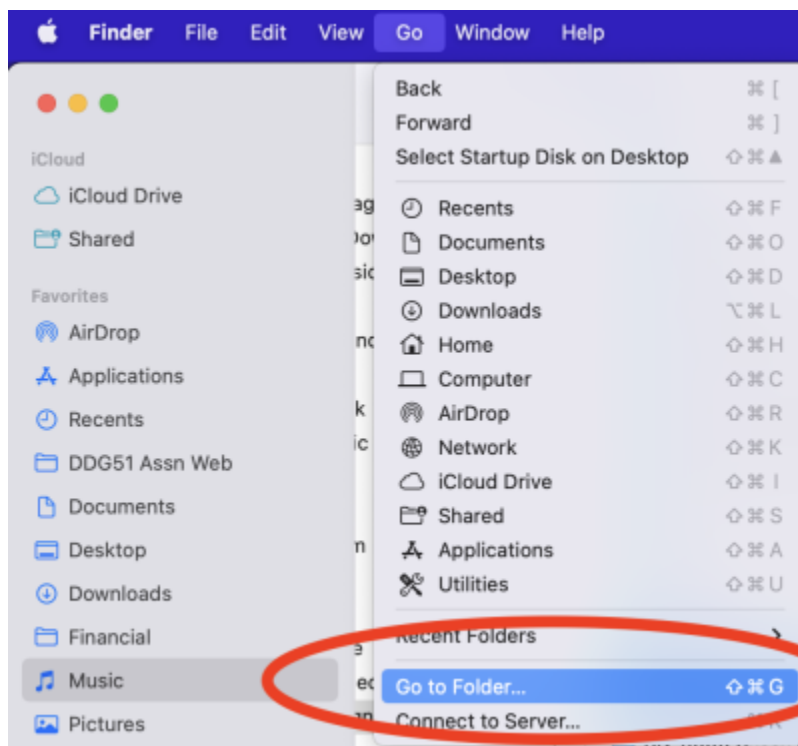 Finder File Edit View Go Window Help
iCloud
iCloud Drive
Shared
Favorites
AirDrop
Applications
Recents
DDG51 Assn Web
Documents
Desktop
Downloads
Financial
Music
Pictures
Back ⌘ [
Forward ⌘ ]
Select Startup Disk on Desktop ⇧⌘▲
Recents ⇧⌘F
Documents ⇧⌘O
Desktop ⇧⌘D
Downloads ⌥⌘L
Home ⇧⌘H
Computer ⇧⌘C
AirDrop ⇧⌘R
Network ⇧⌘K
iCloud Drive ⇧⌘I
Shared ⇧⌘S
Applications ⇧⌘A
Utilities ⇧⌘U
Recent Folders
Go to Folder... ⇧⌘G
Connect to Server...